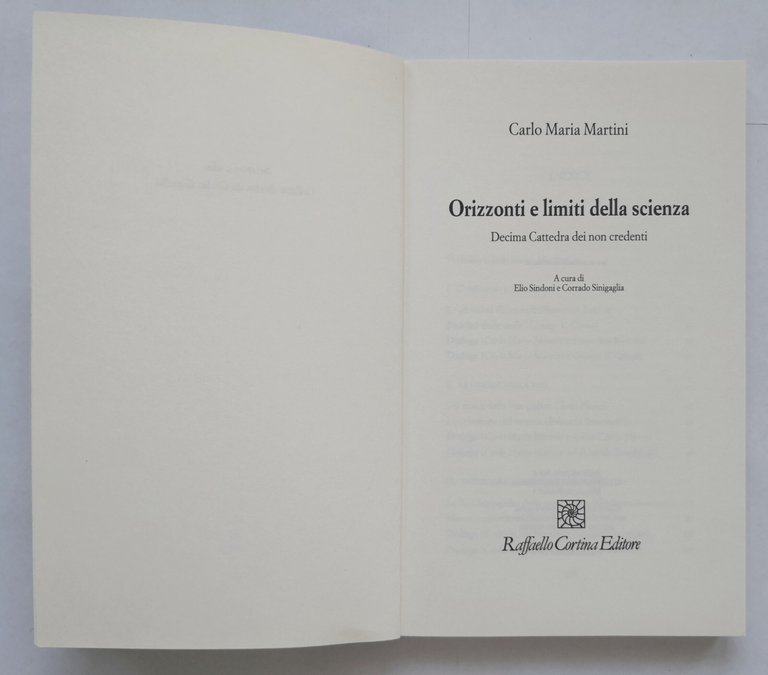 Carlo Maria Martini
Orizzonti e limiti della scienza
Decima Cattedra dei non credenti
A cura di
Elio Sindoni e Corrado Sinigaglia
Raffaello Cortina Editore